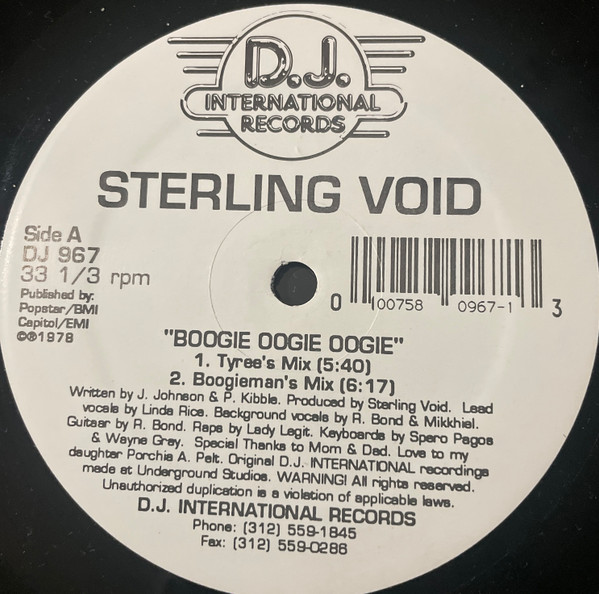 D.J.
INTERNATIONAL
RECORDS
STERLING VOID
Side A
DJ 967
33 1/3 rpm
Published by:
Popstar/BMI
Capitol/EMI
©℗1978
0 00758 0967-1 3
"BOOGIE OOGIE OOGIE"
1. Tyree's Mix (5:40)
2. Boogieman's Mix (6:17)
Written by J. Johnson & P. Kibble. Produced by Sterling Void. Lead
vocals by Linda Rice. Background vocals by R. Bond & Mikkhiel.
Guitar by R. Bond. Raps by Lady Legit. Keyboards by Spero Pagos
& Wayne Gray. Special Thanks to Mom & Dad. Love to my
daughter Porchia A. Pelt. Original D.J. INTERNATIONAL recordings
made at Underground Studios. WARNING! All rights reserved.
Unauthorized duplication is a violation of applicable laws.
D.J. INTERNATIONAL RECORDS
Phone: (312) 559-1845
Fax: (312) 559-0286